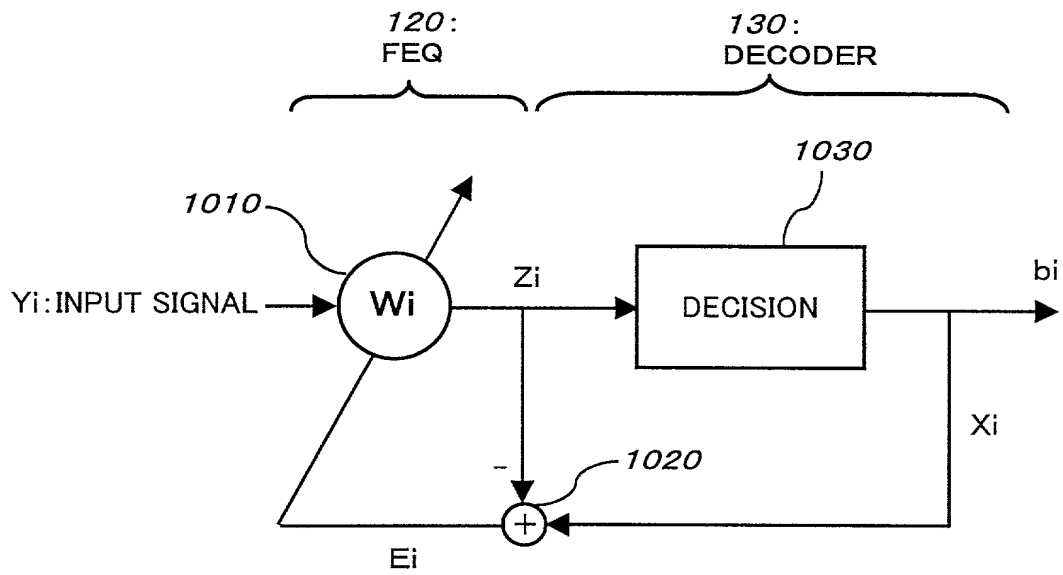 120:
FEQ
130:
DECODER
1030
1010
Yi:INPUT SIGNAL
Wi
Zi
DECISION
bi
Xi
-
1020
+
Ei